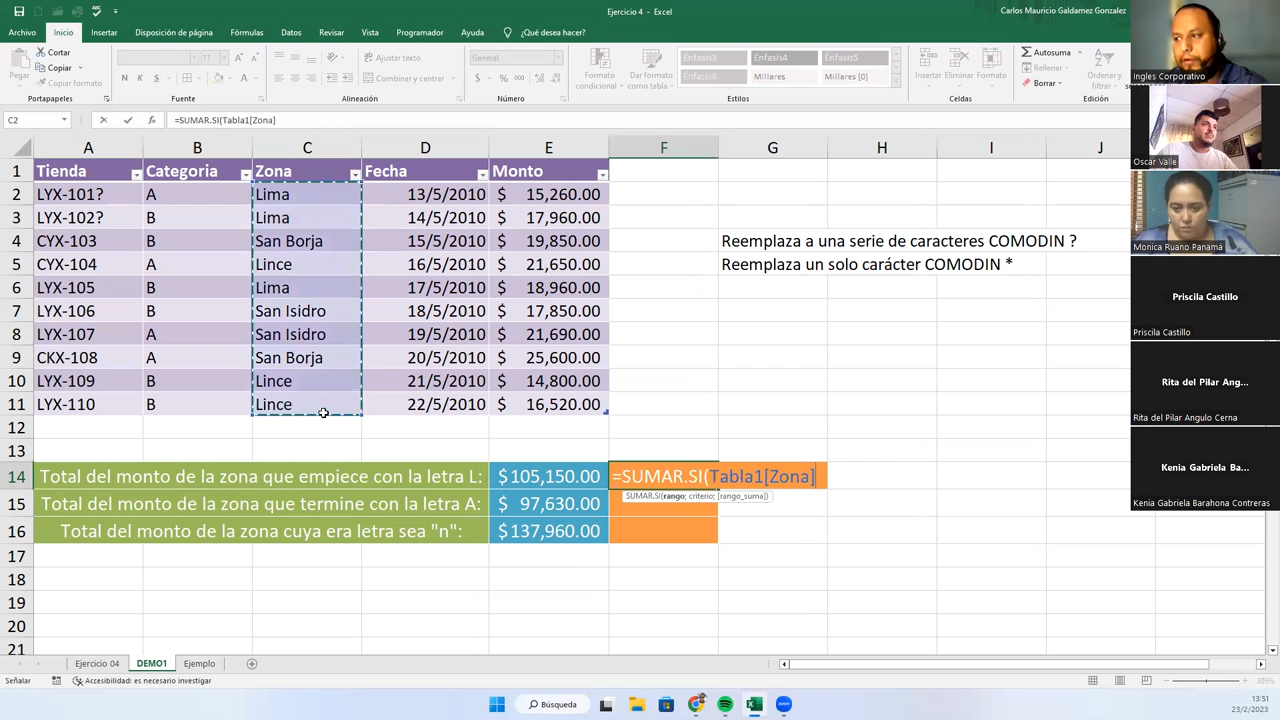 Ejercicio 4 - Excel
Carlos Mauricio Galdamez Gonzalez
Archivo Inicio Insertar Disposición de página Fórmulas Datos Revisar Vista Programador Ayuda ¿Qué desea hacer?
Pegar
Cortar
Copiar
Copiar formato
Portapapeles
11
N K S
Fuente
Ajustar texto
Combinar y centrar
Alineación
Número
Formato condicional
Dar formato como tabla
Énfasis3 Énfasis4 Énfasis5
Énfasis6 Millares Millares [0]
Estilos
Insertar Eliminar Formato
Celdas
Autosuma
Rellenar
Borrar
Ordenar y
Edición
C2
=SUMAR.SI(Tabla1[Zona]
A B C D E F G H I J
1 Tienda Categoria Zona Fecha Monto
2 LYX-101? A Lima 13/5/2010 $ 15,260.00
3 LYX-102? B Lima 14/5/2010 $ 17,960.00
4 CYX-103 B San Borja 15/5/2010 $ 19,850.00 Reemplaza a una serie de caracteres COMODIN ?
5 CYX-104 B Lince 16/5/2010 $ 21,650.00 Reemplaza un solo carácter COMODIN *
6 LYX-105 B Lima 17/5/2010 $ 18,960.00
7 LYX-106 B San Isidro 18/5/2010 $ 17,850.00
8 LYX-107 A San Isidro 19/5/2010 $ 21,690.00
9 CKX-108 A San Borja 20/5/2010 $ 25,600.00
10 LYX-109 B Lince 21/5/2010 $ 14,800.00
11 LYX-110 B Lince 22/5/2010 $ 16,520.00
12
13
14 Total del monto de la zona que empiece con la letra L: $105,150.00 =SUMAR.SI(Tabla1[Zona]
SUMAR.SI(rango; criterio; [rango_suma])
15 Total del monto de la zona que termine con la letra A: $ 97,630.00
16 Total del monto de la zona cuya era letra sea "n": $137,960.00
17
18
19
20
21
Ejercicio 04 DEMO1 Ejemplo
Señalar Accesibilidad: es necesario investigar
205%
Búsqueda
13:51
23/2/2023
Ingles Corporativo
Oscar Valle
Monica Ruano Panamá
Priscila Castillo
Priscila Castillo
Rita del Pilar Ang...
Rita del Pilar Angulo Cerna
Kenia Gabriela Ba...
Kenia Gabriela Barahona Contreras